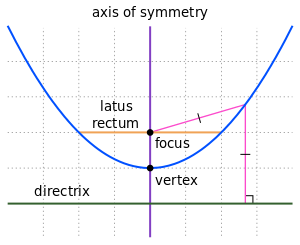 axis of symmetry
latus
rectum
focus
vertex
directrix